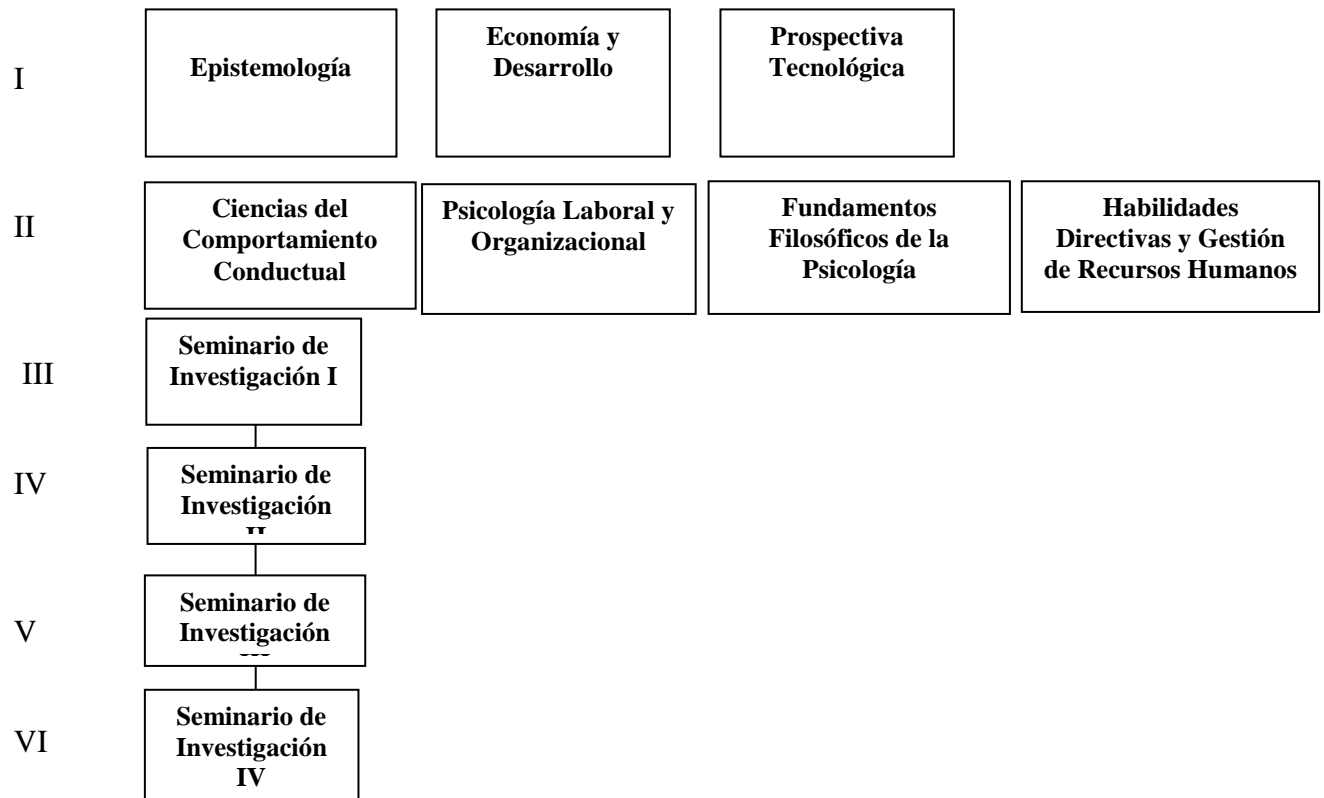 I
Epistemología
Economía y
Desarrollo
Prospectiva
Tecnológica
II
Ciencias del
Comportamiento
Conductual
Psicología Laboral y
Organizacional
Fundamentos
Filosóficos de la
Psicología
Habilidades
Directivas y Gestión
de Recursos Humanos
III
Seminario de
Investigación I
IV
Seminario de
Investigación
II
V
Seminario de
Investigación
VI
Seminario de
Investigación
IV